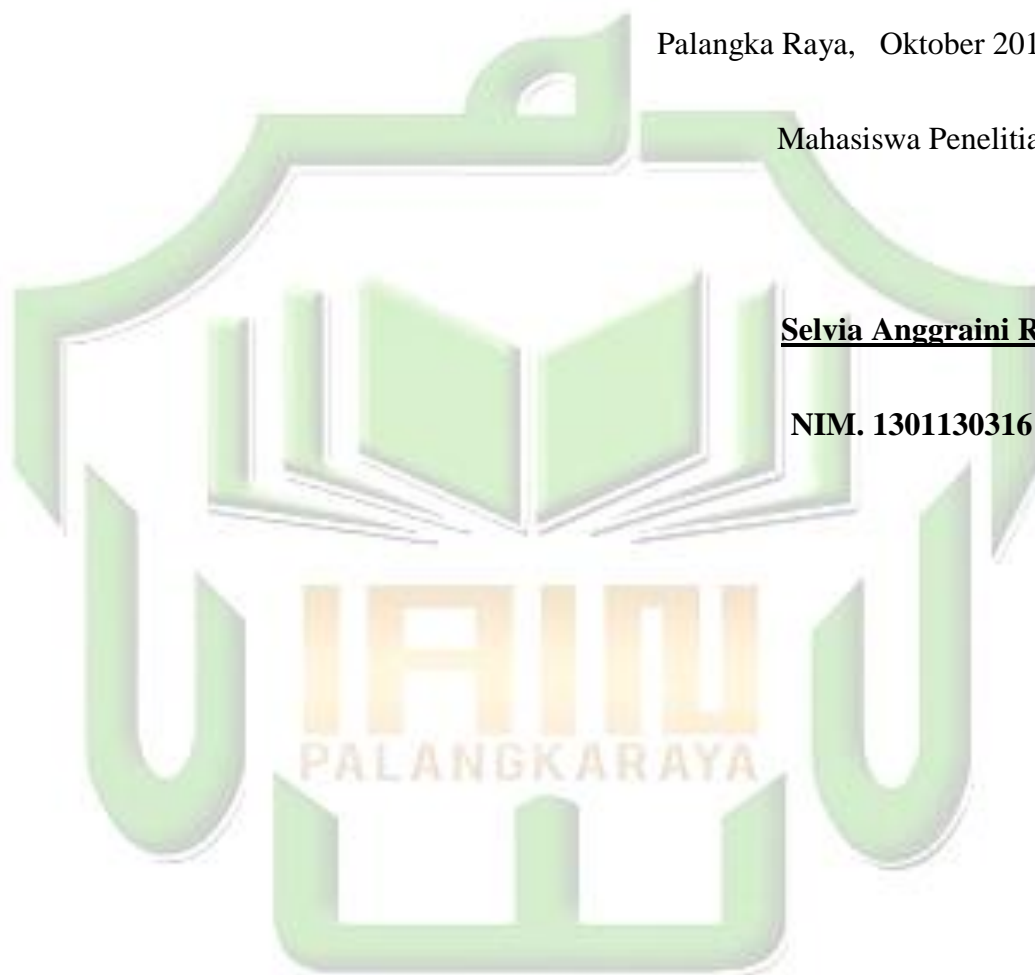 Palangka Raya, Oktober 201
Mahasiswa Penelitia
Selvia Anggraini R
NIM. 1301130316
IAIN
PALANGKARAYA